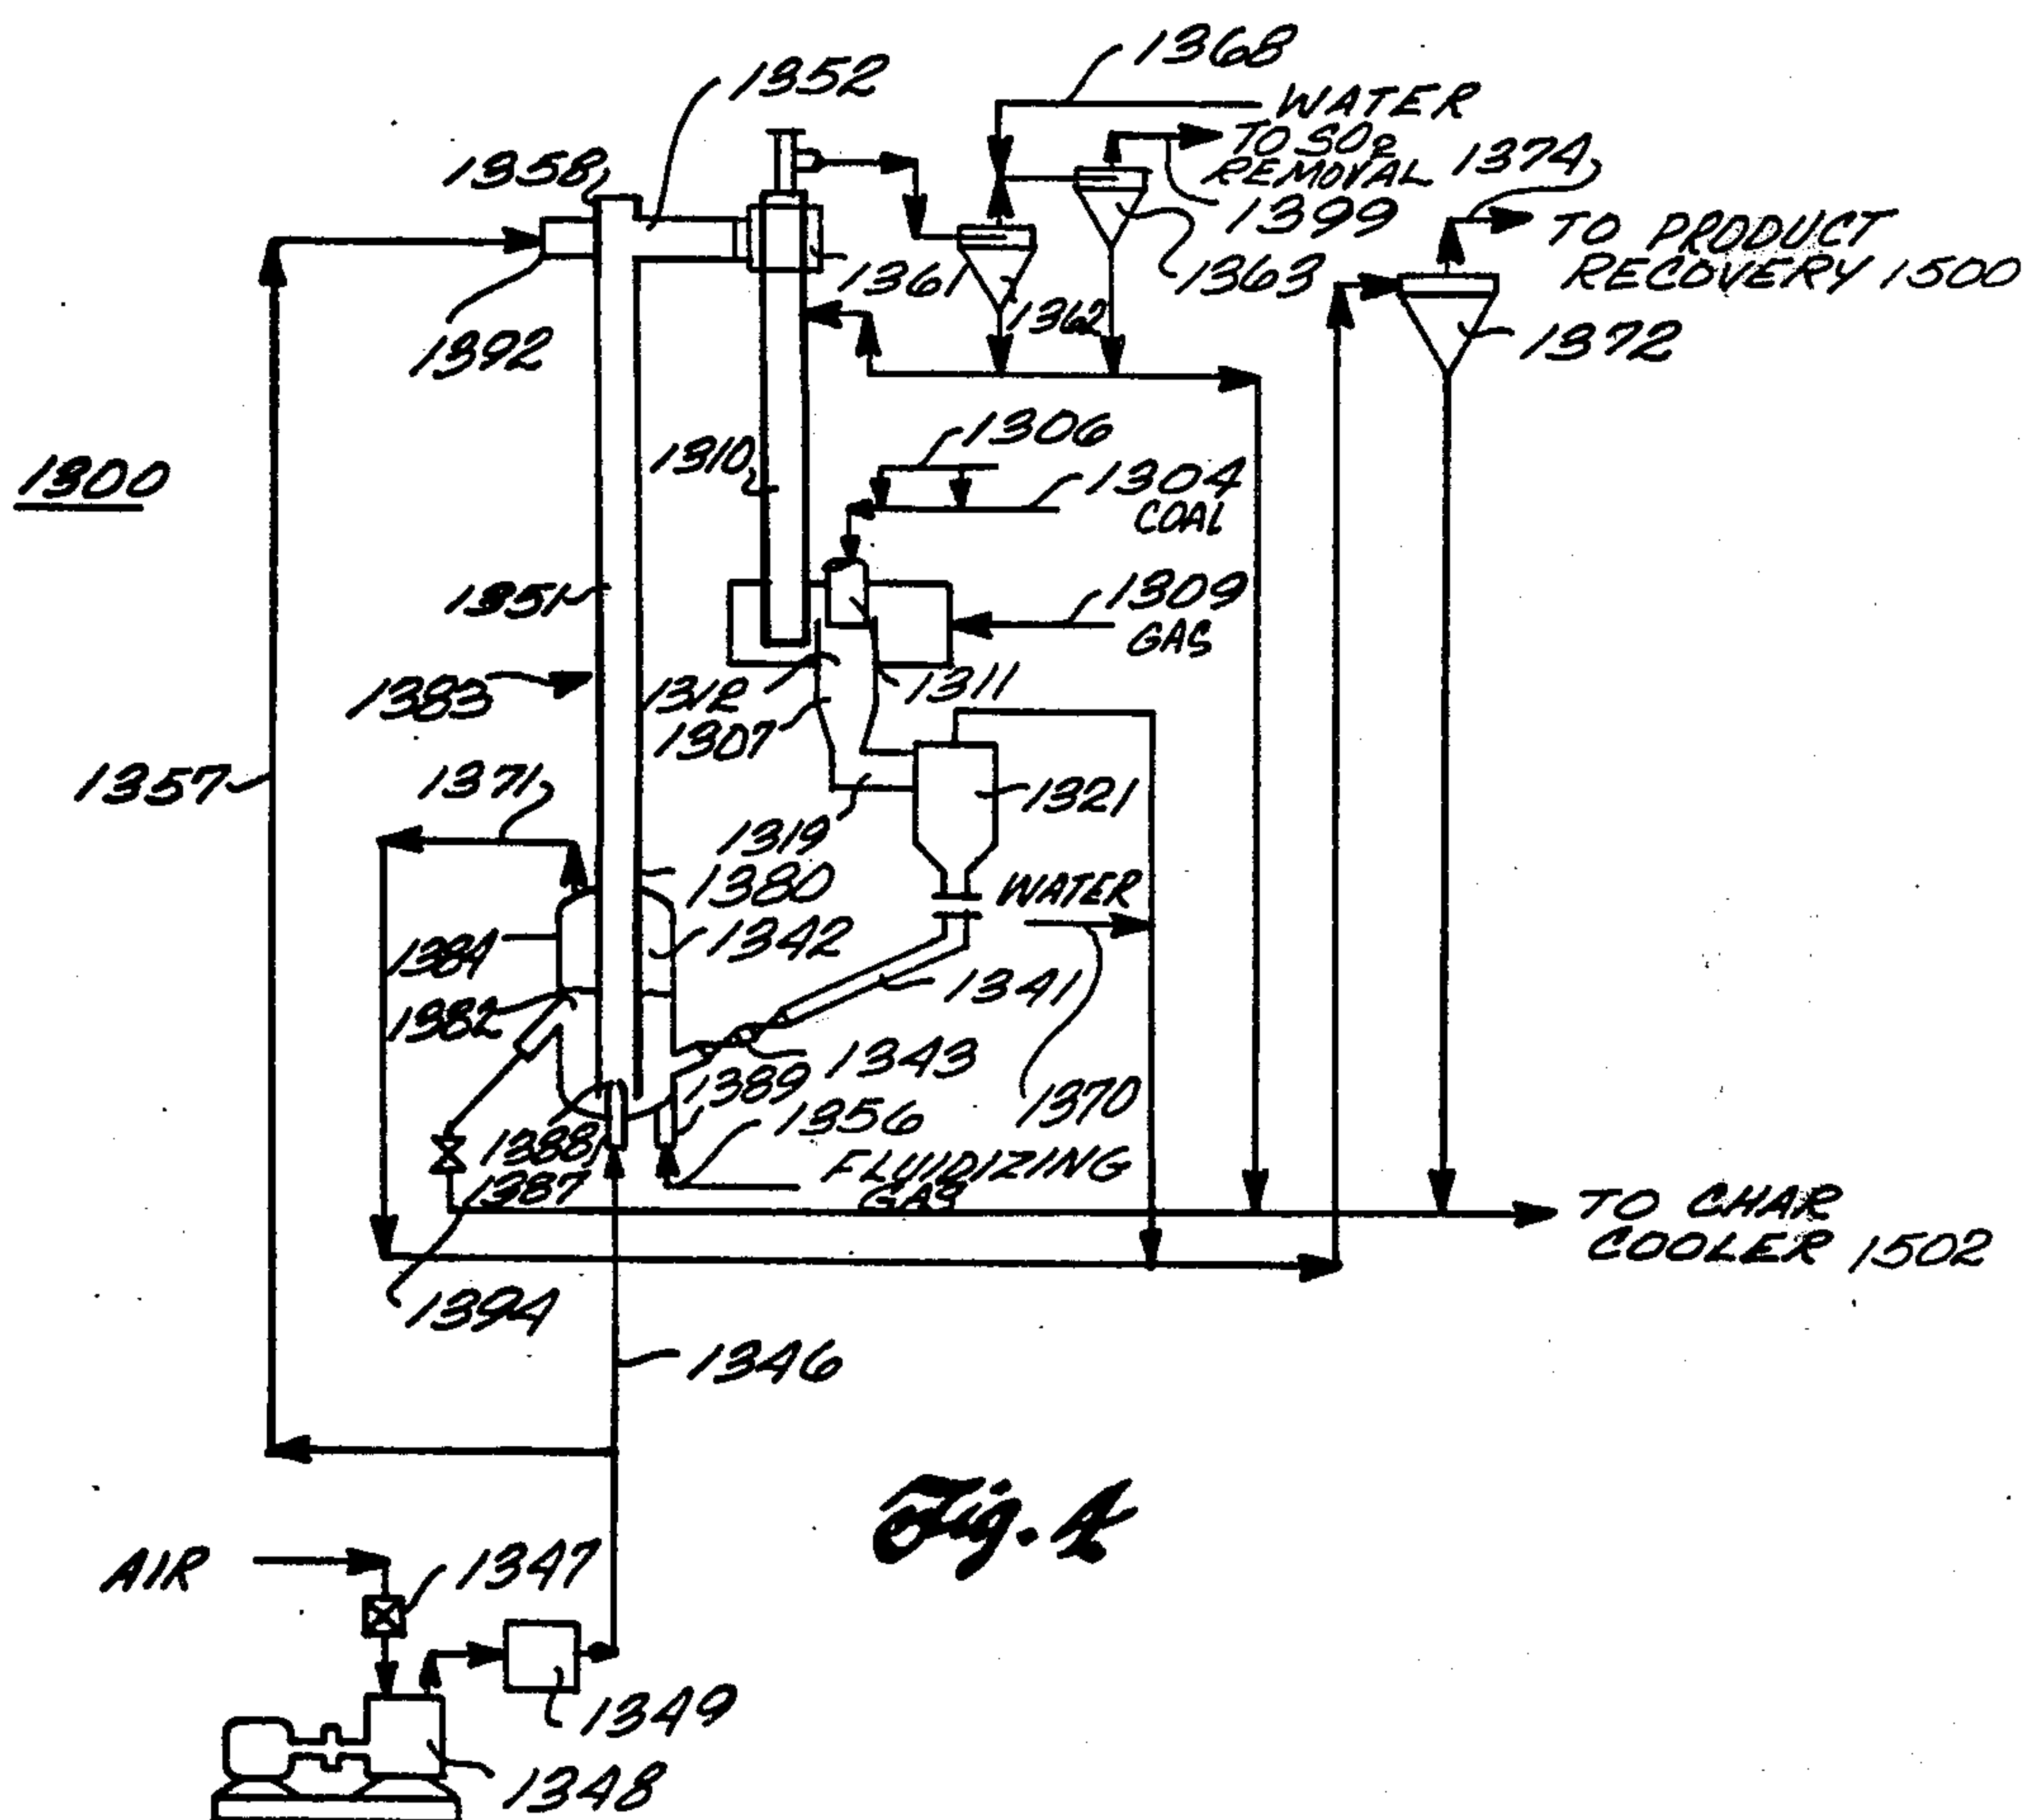 1368
1352
WATER
TO SO2
REMOVAL 1374
1358
1399
TO PRODUCT
RECOVERY 1500
1361
1363
1362
1392
1372
1306
1310
1304
COAL
1300
1351
1309
GAS
1383
1312
1311
1307
1357
1371
1321
1319
1380
WATER
1342
1384
1341
1382
1343
1389
1370
1356
1388
FLUIDIZING
GAS
1387
TO CHAR
COOLER 1502
1394
1346
Fig. 4
AIR
1347
1349
1348